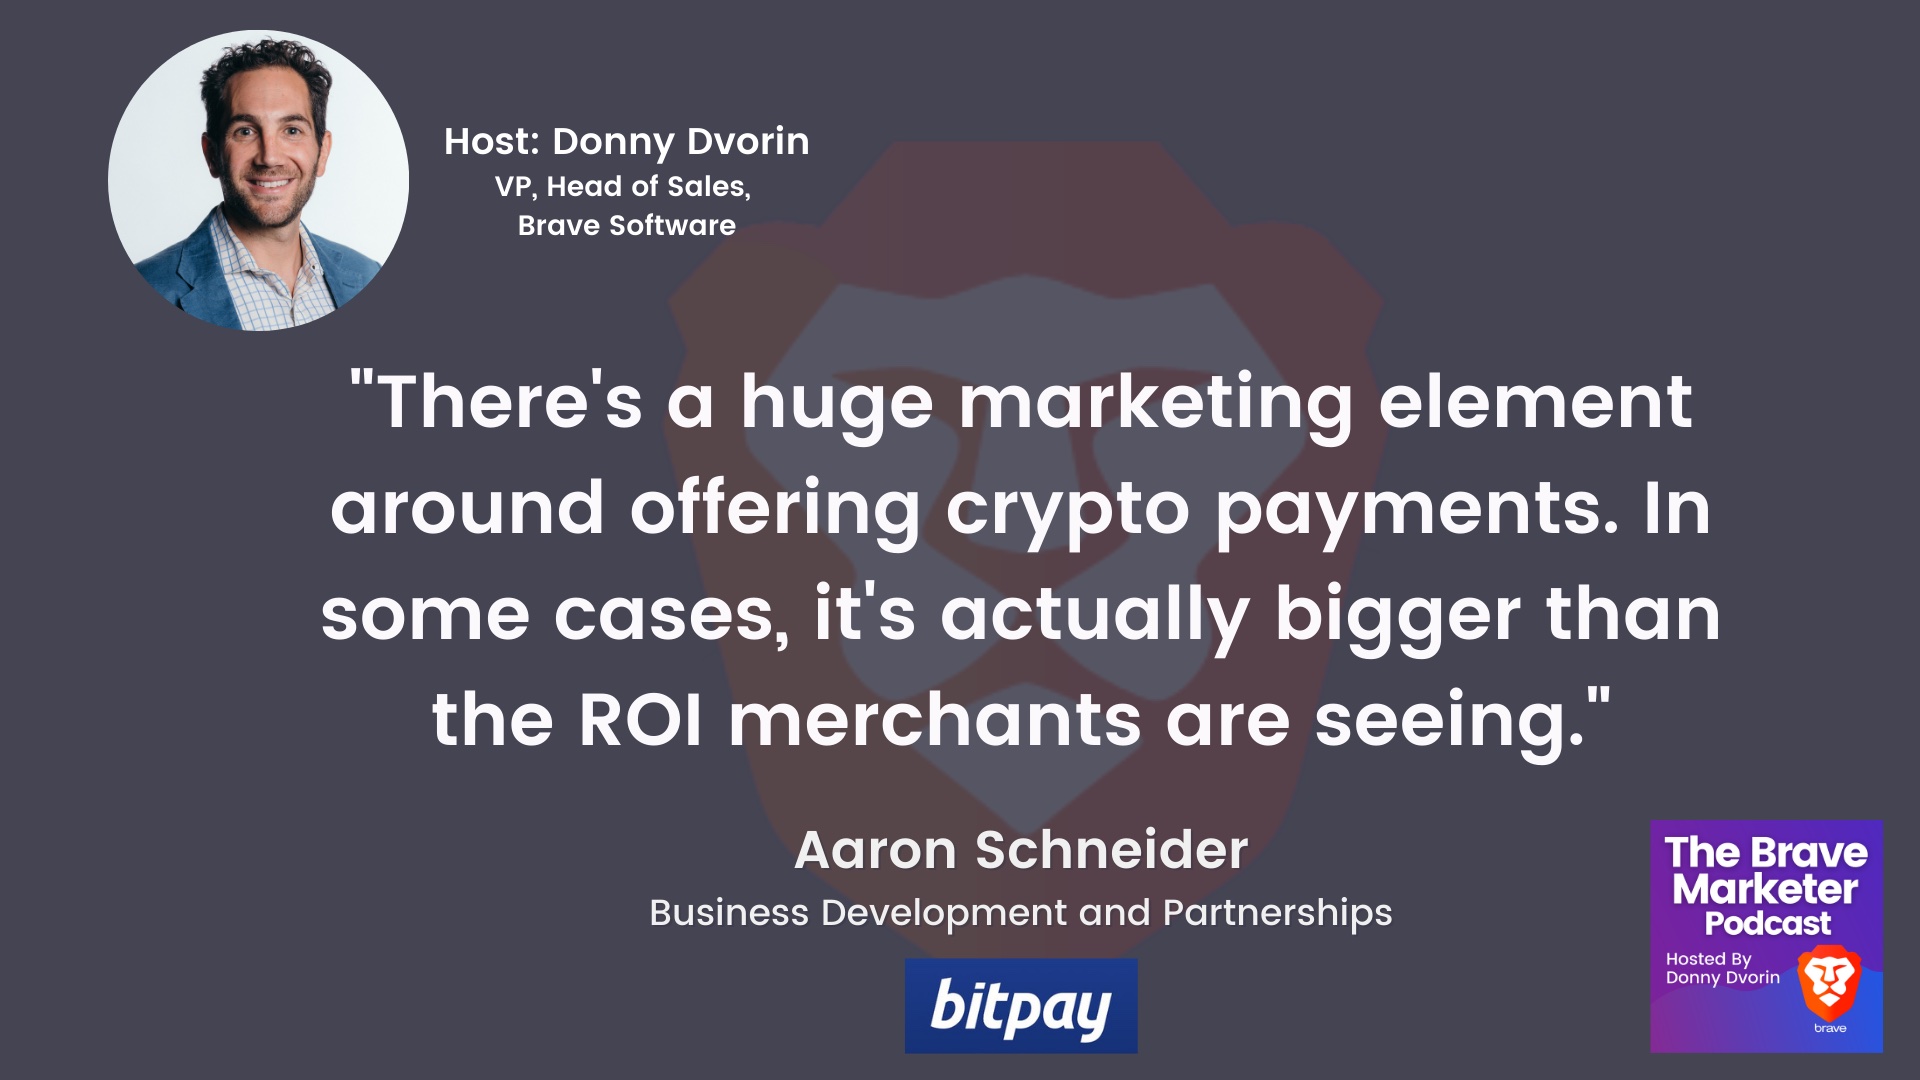 Host: Donny Dvorin
VP, Head of Sales,
Brave Software
"There's a huge marketing element
around offering crypto payments. In
some cases, it's actually bigger than
the ROI merchants are seeing."
Aaron Schneider
Business Development and Partnerships
bitpay
The Brave
Marketer
Podcast
Hosted By
Donny Dvorin
brave